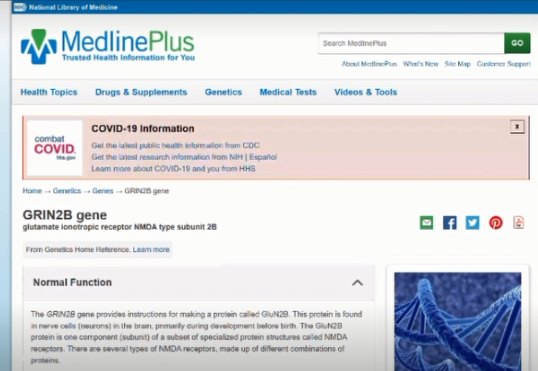 NIH National Library of Medicine
MedlinePlus
Trusted Health Information for You
Search MedlinePlus
GO
About MedlinePlus What's New Site Map Customer Support
Health Topics Drugs & Supplements Genetics Medical Tests Videos & Tools
COVID-19 Information
X
combat
COVID.
hhs.gov
Get the latest public health information from CDC
Get the latest research information from NIH | Español
Learn more about COVID-19 and you from HHS
Home → Genetics → Genes → GRIN2B gene
GRIN2B gene
glutamate ionotropic receptor NMDA type subunit 2B
From Genetics Home Reference. Learn more
Normal Function
The GRIN2B gene provides instructions for making a protein called GluN2B. This protein is found
in nerve cells (neurons) in the brain, primarily during development before birth. The GluN2B
protein is one component (subunit) of a subset of specialized protein structures called NMDA
receptors. There are several types of NMDA receptors, made up of different combinations of
proteins.